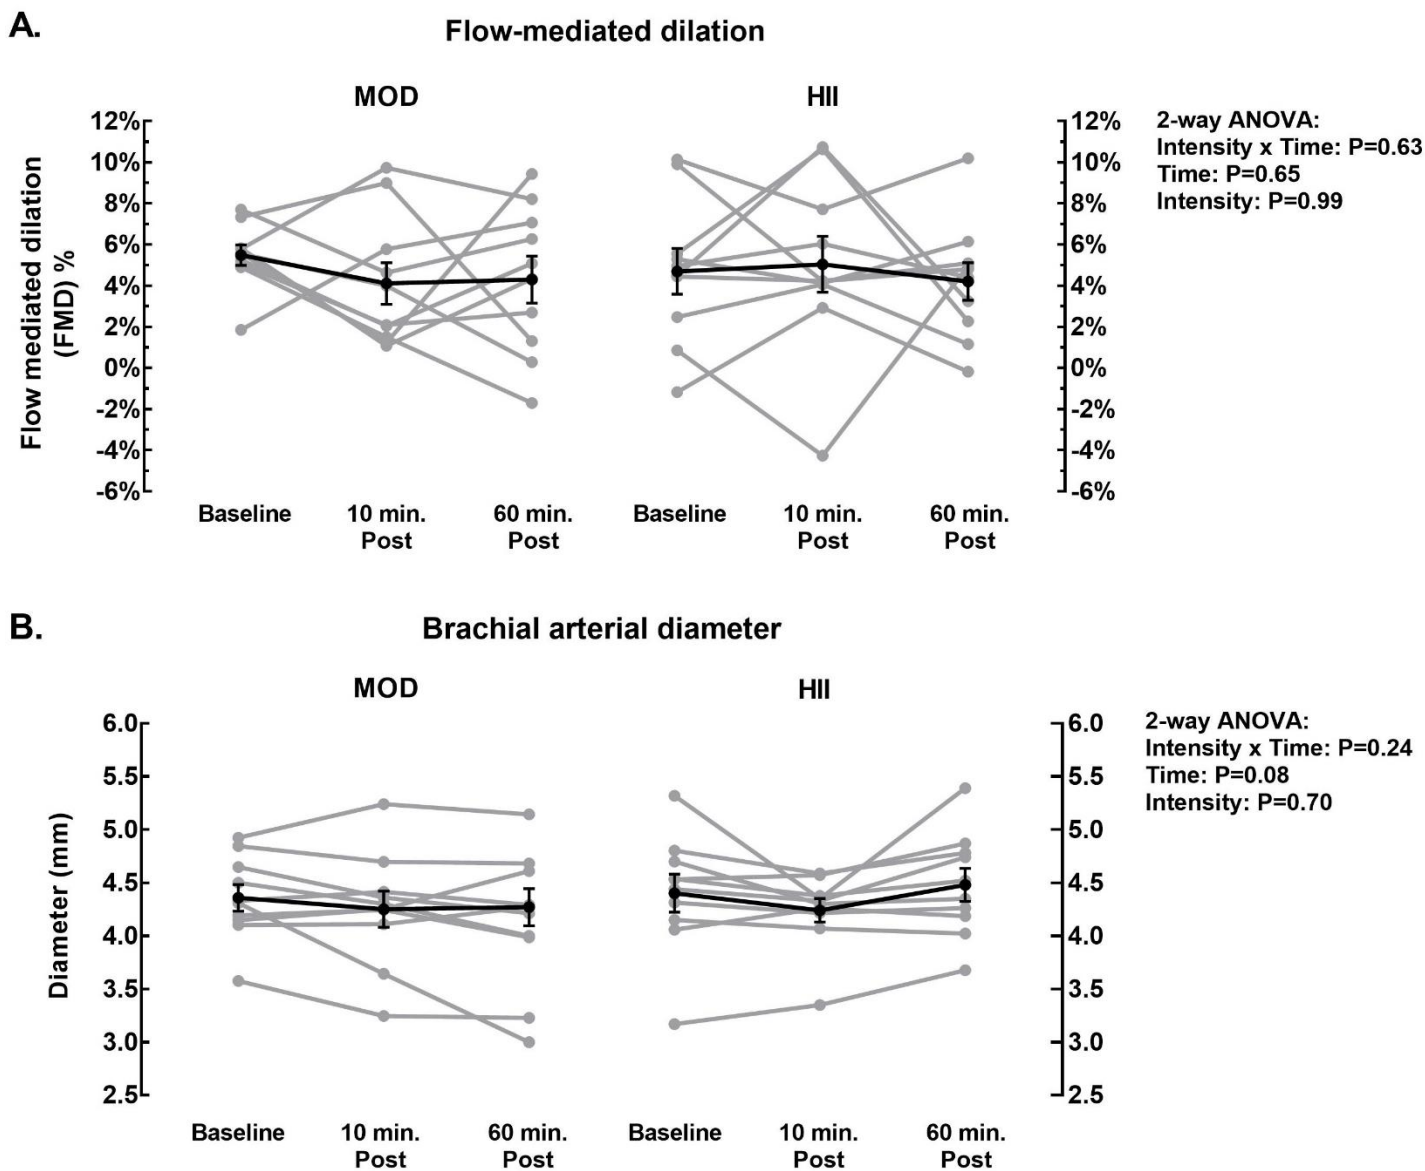 A.
Flow-mediated dilation
MOD
HII
Flow mediated dilation
(FMD) %
12%
10%
8%
6%
4%
2%
0%
-2%
-4%
-6%
12%
10%
8%
6%
4%
2%
0%
-2%
-4%
-6%
2-way ANOVA:
Intensity x Time: P=0.63
Time: P=0.65
Intensity: P=0.99
Baseline
10 min.
Post
60 min.
Post
Baseline
10 min.
Post
60 min.
Post
B.
Brachial arterial diameter
MOD
HII
Diameter (mm)
6.0
5.5
5.0
4.5
4.0
3.5
3.0
2.5
6.0
5.5
5.0
4.5
4.0
3.5
3.0
2.5
2-way ANOVA:
Intensity x Time: P=0.24
Time: P=0.08
Intensity: P=0.70
Baseline
10 min.
Post
60 min.
Post
Baseline
10 min.
Post
60 min.
Post